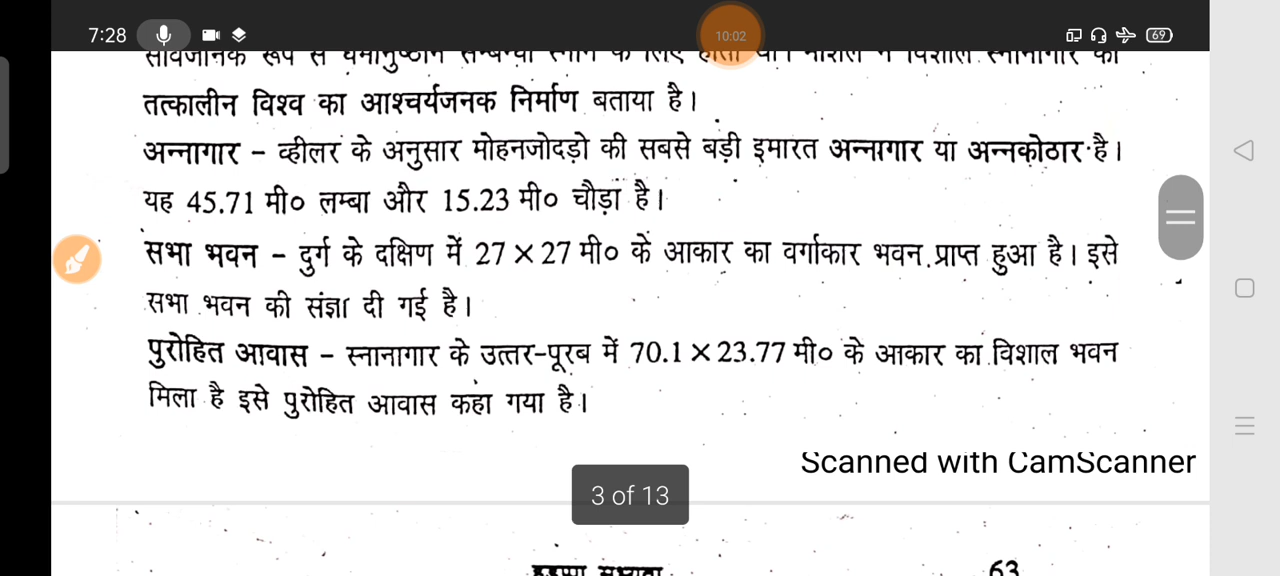 7:28
10:02
69
तत्कालीन विश्व का आश्चर्यजनक निर्माण बताया है।
अन्नागार – व्हीलर के अनुसार मोहनजोदड़ो की सबसे बड़ी इमारत अन्नागार या अन्नकोठार है।
यह 45.71 मी० लम्बा और 15.23 मी० चौड़ा है।
सभा भवन – दुर्ग के दक्षिण में 27 × 27 मी० के आकार का वर्गाकार भवन प्राप्त हुआ है। इसे
सभा भवन की संज्ञा दी गई है।
पुरोहित आवास – स्नानागार के उत्तर-पूरब में 70.1 × 23.77 मी० के आकार का विशाल भवन
मिला है इसे पुरोहित आवास कहा गया है।
Scanned with CamScanner
3 of 13
63